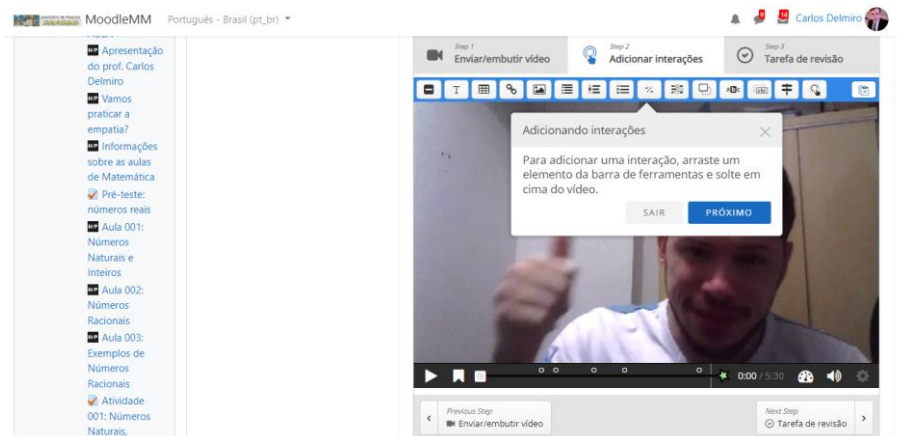 MoodleMM
Português - Brasil (pt_br)
Carlos Delmiro
Apresentação
do prof. Carlos
Delmiro
Vamos
praticar a
empatia?
Informações
sobre as aulas
de Matemática
Pré-teste:
números reais
Aula 001:
Números
Naturais e
Inteiros
Aula 002:
Números
Racionais
Aula 003:
Exemplos de
Números
Racionais
Atividade
001: Números
Naturais,
Step 1
Enviar/embutir vídeo
Step 2
Adicionar interações
Step 3
Tarefa de revisão
T
Adicionando interações
Para adicionar uma interação, arraste um
elemento da barra de ferramentas e solte em
cima do vídeo.
SAIR
PRÓXIMO
0:00 / 5:30
Previous Step
Enviar/embutir vídeo
Next Step
Tarefa de revisão